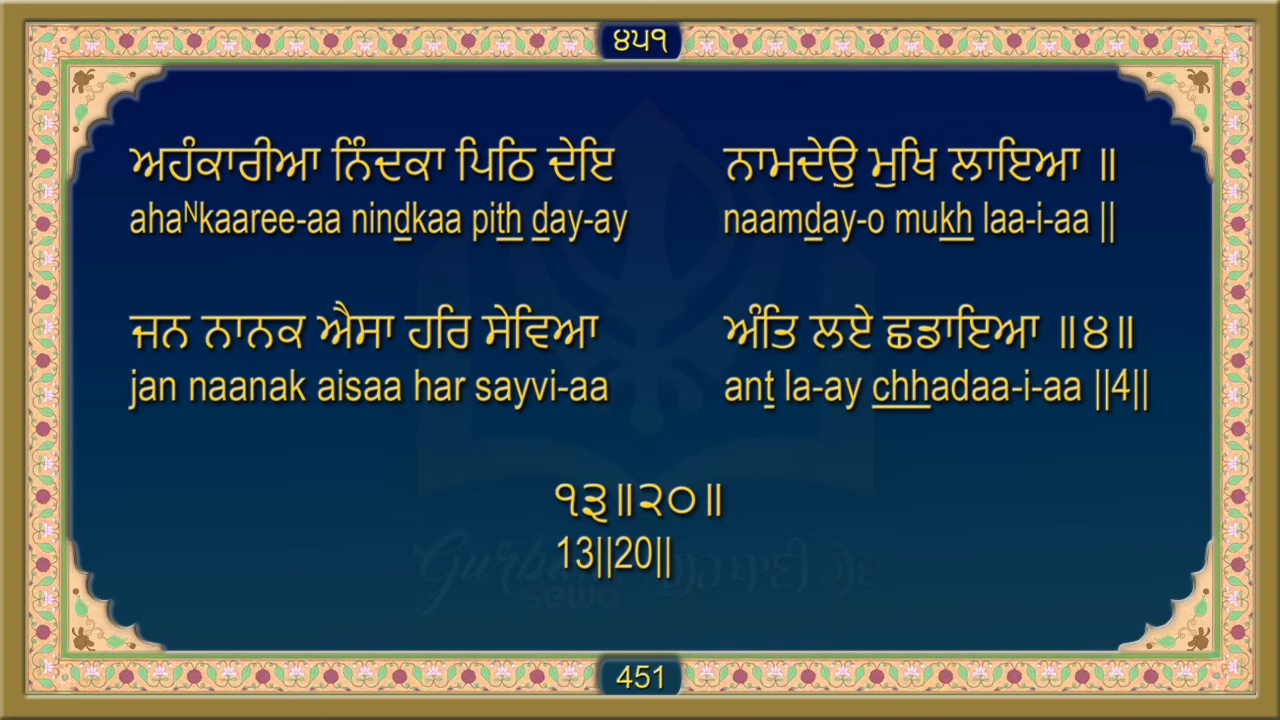 ੪੫੧
ਅਹੰਕਾਰੀਆ ਨਿੰਦਕਾ ਪਿਠਿ ਦੇਇ ਨਾਮਦੇਉ ਮੁਖਿ ਲਾਇਆ ॥
ahaᴺkaaree-aa nindkaa pith day-ay naamday-o mukh laa-i-aa ||
ਜਨ ਨਾਨਕ ਐਸਾ ਹਰਿ ਸੇਵਿਆ ਅੰਤਿ ਲਏ ਛਡਾਇਆ ॥੪॥
jan naanak aisaa har sayvi-aa ant la-ay chhadaa-i-aa ||4||
੧੩॥੨੦॥
13||20||
451